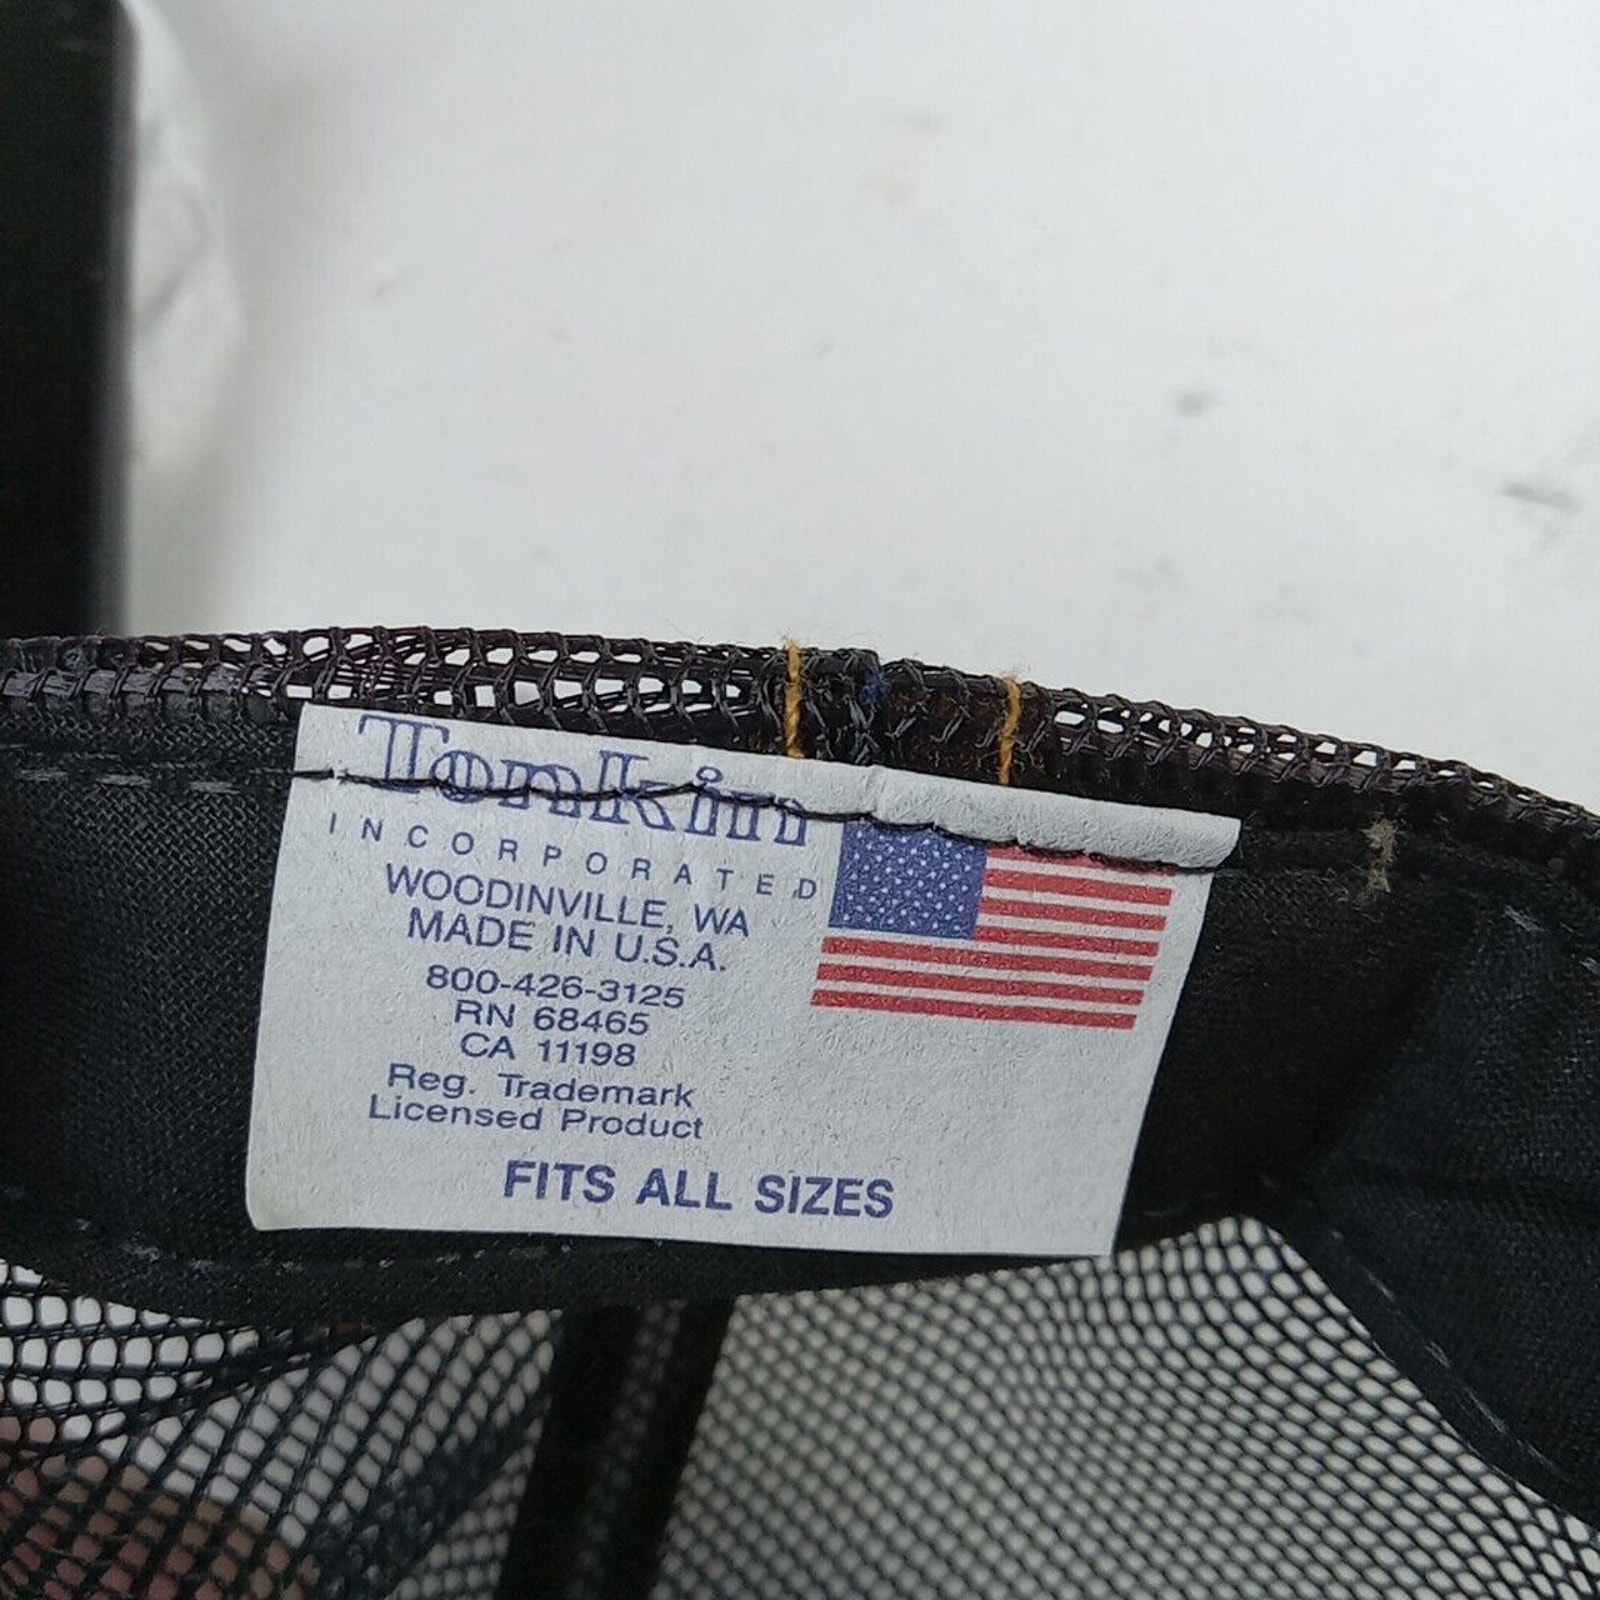 Tonkin
INCORPORATED
WOODINVILLE, WA
MADE IN U.S.A.
800-426-3125
RN 68465
CA 11198
Reg. Trademark
Licensed Product
FITS ALL SIZES